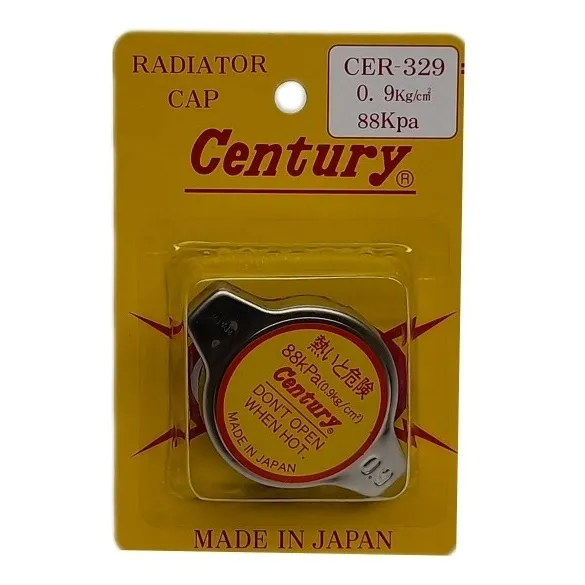 RADIATOR
CAP
CER-329
0. 9Kg/cm²
88Kpa
Century®
熱いと危険
88kPa(0.9kg/cm²)
Century®
DON'T OPEN
WHEN HOT.
MADE IN JAPAN
0.9
MADE IN JAPAN